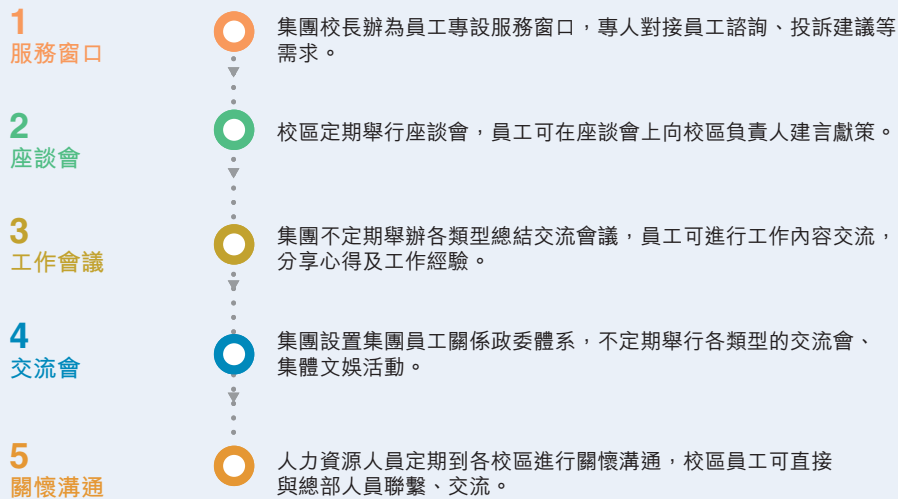 1
服務窗口
集團校長辦為員工專設服務窗口，專人對接員工諮詢、投訴建議等
需求。
2
座談會
校區定期舉行座談會，員工可在座談會上向校區負責人建言獻策。
3
工作會議
集團不定期舉辦各類型總結交流會議，員工可進行工作內容交流，
分享心得及工作經驗。
4
交流會
集團設置集團員工關係政委體系，不定期舉行各類型的交流會、
集體文娛活動。
5
關懷溝通
人力資源人員定期到各校區進行關懷溝通，校區員工可直接
與總部人員聯繫、交流。